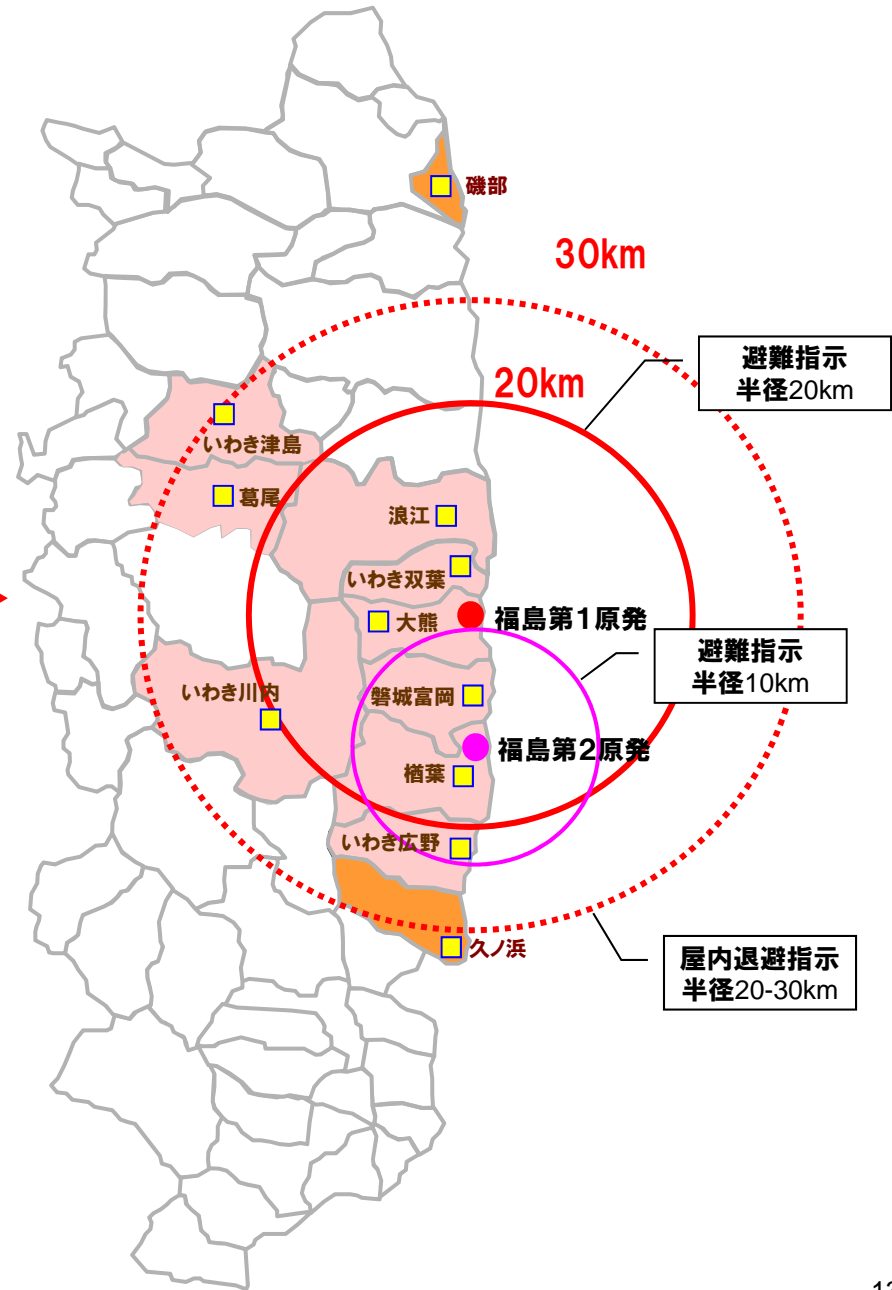 磯部
30km
避難指示
半径20km
20km
いわき津島
葛尾
浪江
いわき双葉
大熊
福島第1原発
避難指示
半径10km
いわき川内
磐城富岡
福島第2原発
楢葉
いわき広野
久ノ浜
屋内退避指示
半径20-30km